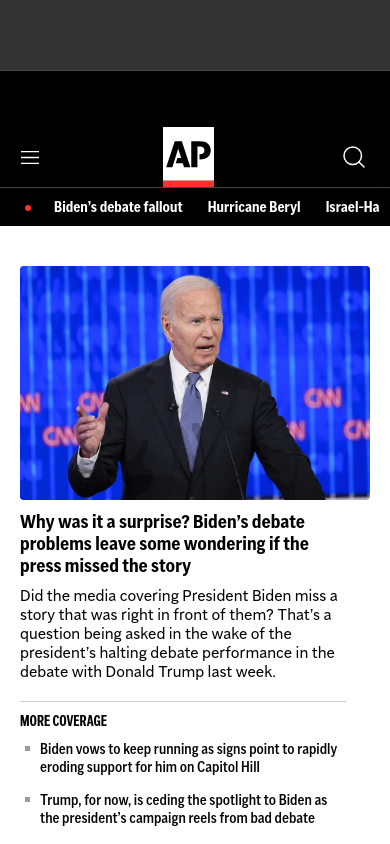 AP
Biden’s debate fallout Hurricane Beryl Israel-Ha
CNN
CNN
CNN
CNN
CNN
Why was it a surprise? Biden’s debate
problems leave some wondering if the
press missed the story
Did the media covering President Biden miss a
story that was right in front of them? That’s a
question being asked in the wake of the
president’s halting debate performance in the
debate with Donald Trump last week.
MORE COVERAGE
Biden vows to keep running as signs point to rapidly
eroding support for him on Capitol Hill
Trump, for now, is ceding the spotlight to Biden as
the president’s campaign reels from bad debate